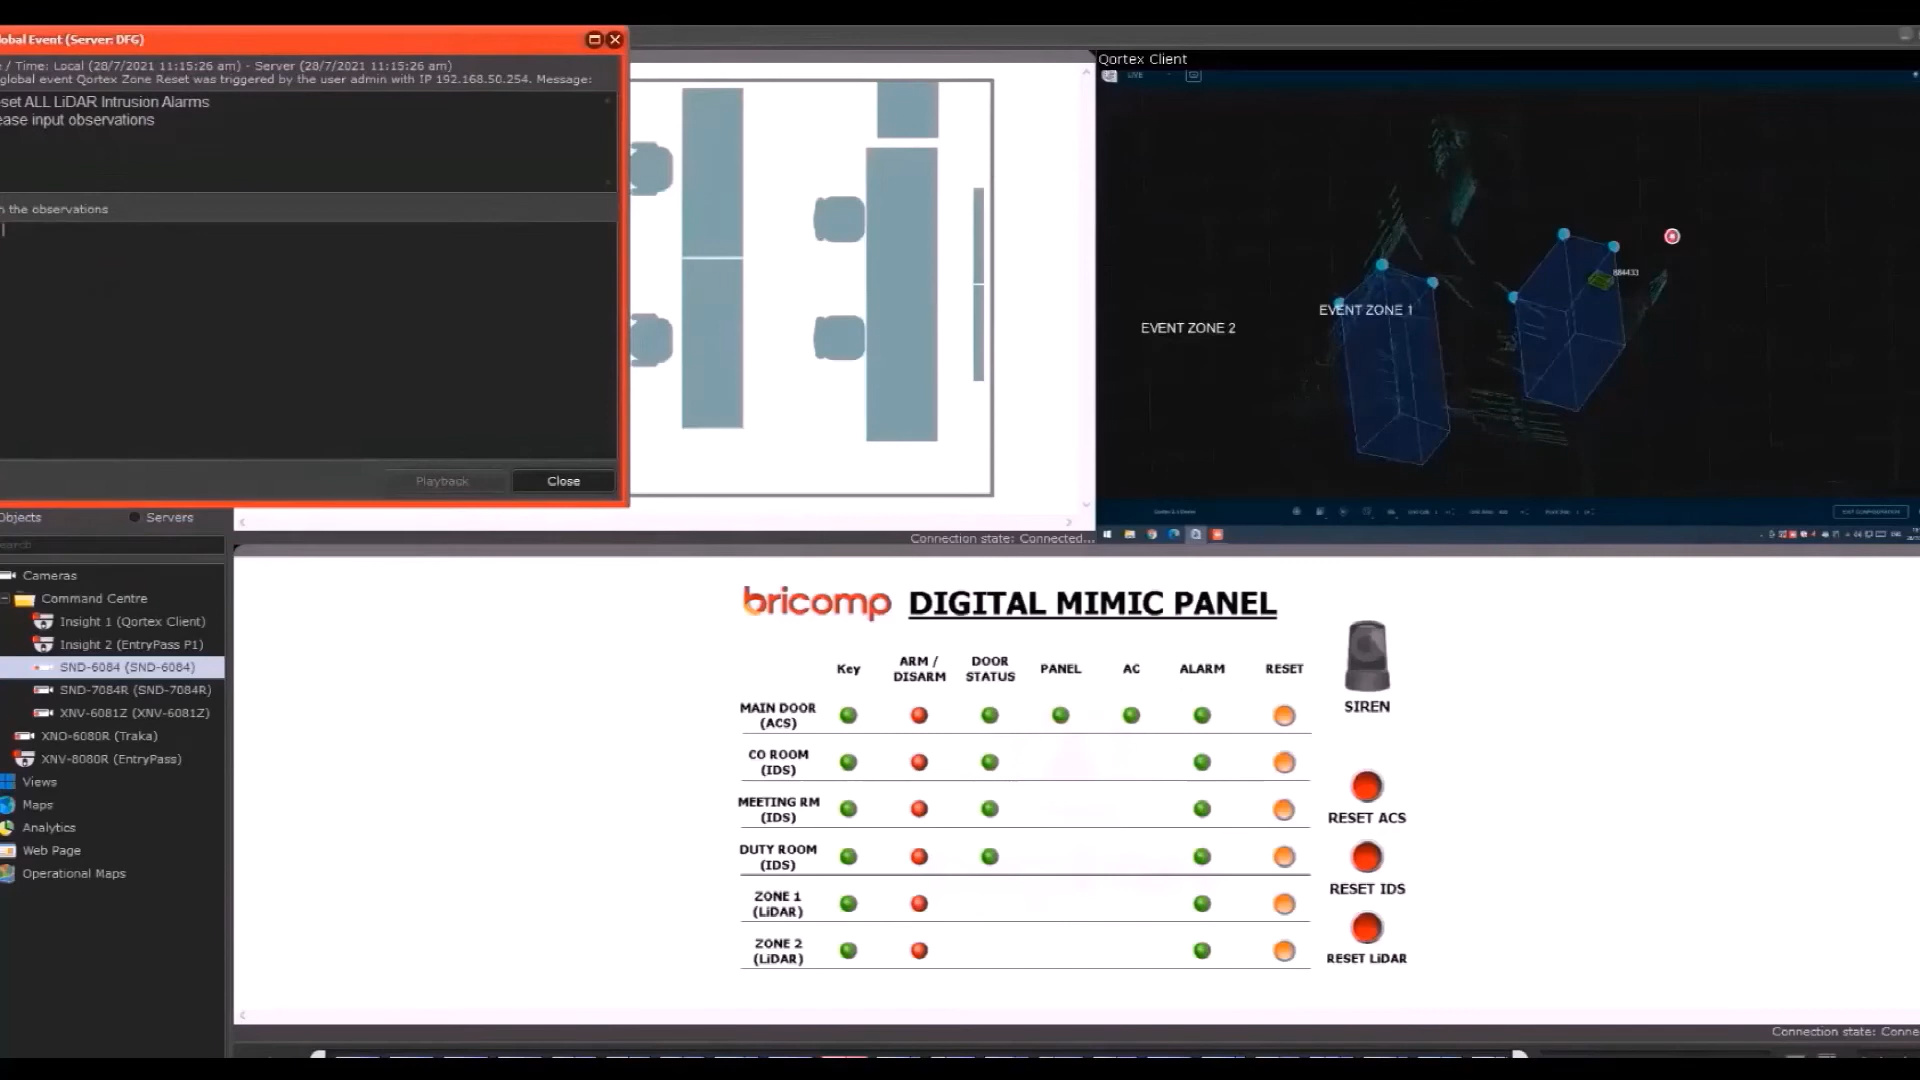 lobal Event (Server: DFG)
e / Time: Local (28/7/2021 11:15:26 am) - Server (28/7/2021 11:15:26 am)
global event Qortex Zone Reset was triggered by the user admin with IP 192.168.50.254. Message:
eset ALL LiDAR Intrusion Alarms
ease input observations
n the observations
Playback
Close
Qortex Client
LIVE
684433
EVENT ZONE 1
EVENT ZONE 2
EXIT CONFIGURATION
Connection state: Connected...
Objects
Servers
search
Cameras
Command Centre
Insight 1 (Qortex Client)
Insight 2 (EntryPass P1)
SND-6084 (SND-6084)
SND-7084R (SND-7084R)
XNV-6081Z (XNV-6081Z)
XNO-6080R (Traka)
XNV-8080R (EntryPass)
Views
Maps
Analytics
Web Page
Operational Maps
bricomp DIGITAL MIMIC PANEL
Key
ARM / DISARM
DOOR STATUS
PANEL
AC
ALARM
RESET
SIREN
MAIN DOOR (ACS)
CO ROOM (IDS)
MEETING RM (IDS)
DUTY ROOM (IDS)
ZONE 1 (LiDAR)
ZONE 2 (LiDAR)
RESET ACS
RESET IDS
RESET LiDAR
Connection state: Conne